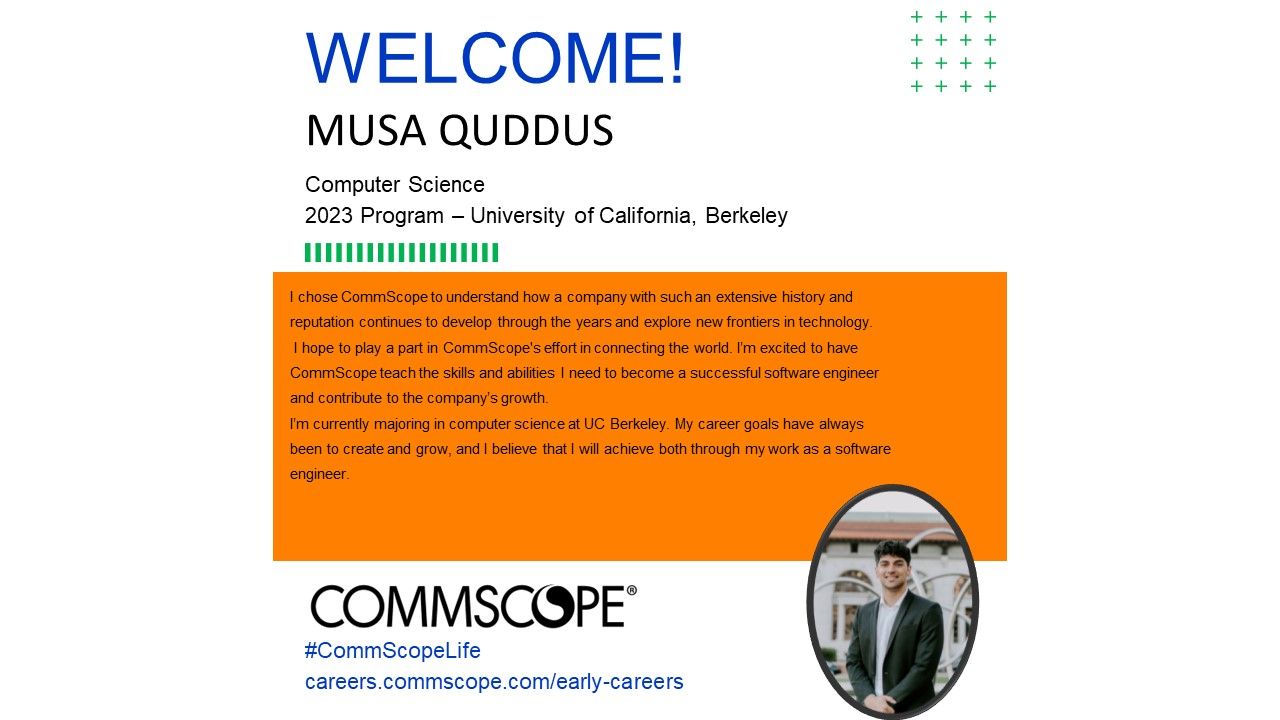 WELCOME!
MUSA QUDDUS
Computer Science
2023 Program – University of California, Berkeley
I chose CommScope to understand how a company with such an extensive history and
reputation continues to develop through the years and explore new frontiers in technology.
I hope to play a part in CommScope's effort in connecting the world. I'm excited to have
CommScope teach the skills and abilities I need to become a successful software engineer
and contribute to the company's growth.
I'm currently majoring in computer science at UC Berkeley. My career goals have always
been to create and grow, and I believe that I will achieve both through my work as a software
engineer.
COMMSCOPE®
#CommScopeLife
careers.commscope.com/early-careers